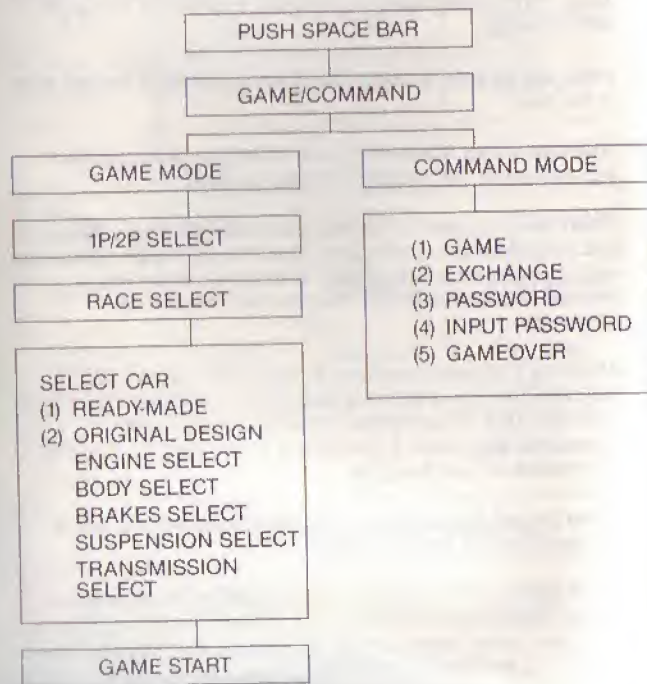 PUSH SPACE BAR
GAME/COMMAND
GAME MODE
1P/2P SELECT
RACE SELECT
SELECT CAR
(1) READY-MADE
(2) ORIGINAL DESIGN
ENGINE SELECT
BODY SELECT
BRAKES SELECT
SUSPENSION SELECT
TRANSMISSION
SELECT
GAME START
COMMAND MODE
(1) GAME
(2) EXCHANGE
(3) PASSWORD
(4) INPUT PASSWORD
(5) GAMEOVER